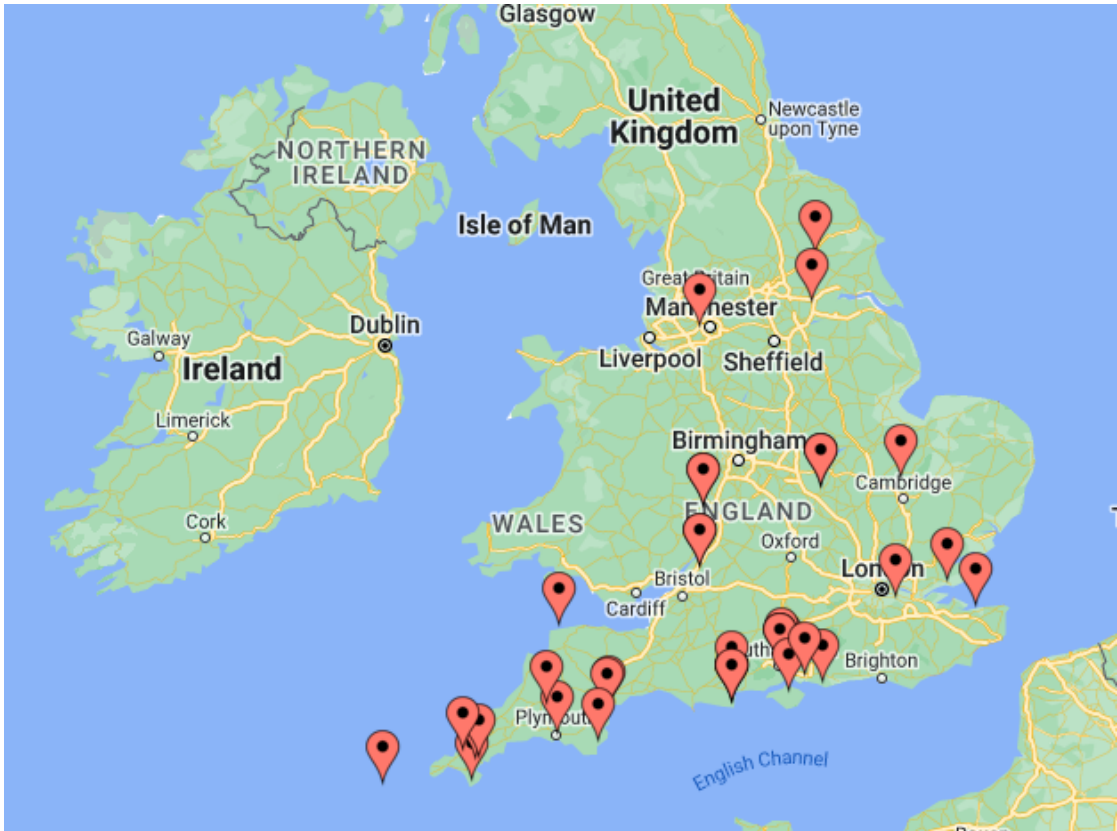 Glasgow
United
Kingdom
Newcastle
upon Tyne
NORTHERN
IRELAND
Isle of Man
Great Britain
Manchester
Dublin
Galway
Ireland
Liverpool
Sheffield
Limerick
Birmingham
Cambridge
Cork
WALES
ENGLAND
Oxford
London
Bristol
Cardiff
Brighton
Plymouth
English Channel